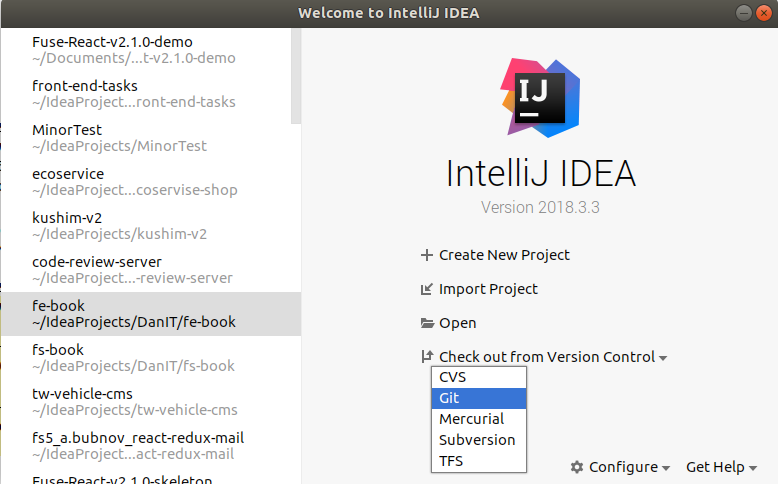 Welcome to IntelliJ IDEA
Fuse-React-v2.1.0-demo
~/Documents/...t-v2.1.0-demo
front-end-tasks
~/IdeaProject...ront-end-tasks
MinorTest
~/IdeaProjects/MinorTest
ecoservice
~/IdeaProject...coservise-shop
kushim-v2
~/IdeaProjects/kushim-v2
code-review-server
~/IdeaProject...-review-server
fe-book
~/IdeaProjects/DanIT/fe-book
fs-book
~/IdeaProjects/DanIT/fs-book
tw-vehicle-cms
~/IdeaProjects/tw-vehicle-cms
fs5_a.bubnov_react-redux-mail
~/IdeaProject...act-redux-mail
Fuse-React-v2.1.0-skeleton
IJ
IntelliJ IDEA
Version 2018.3.3
Create New Project
Import Project
Open
Check out from Version Control
CVS
Git
Mercurial
Subversion
TFS
Configure
Get Help